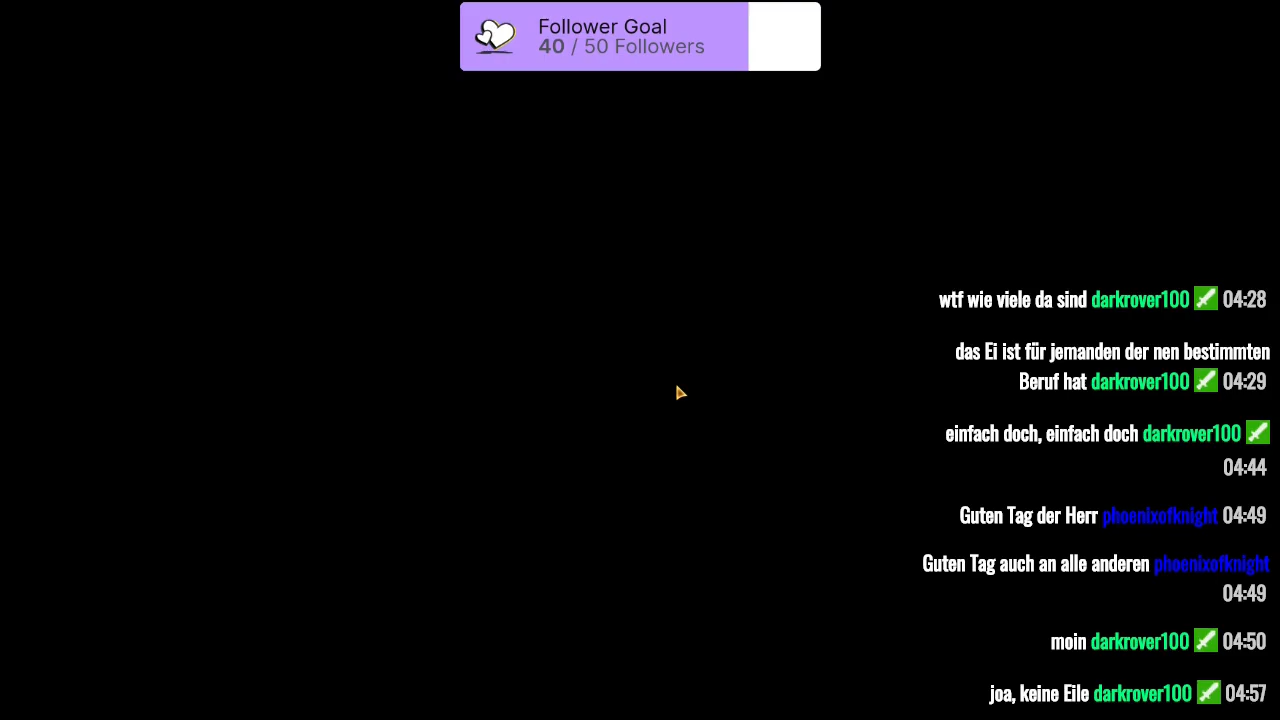 Follower Goal
40 / 50 Followers
wtf wie viele da sind darkrover100 04:28
das Ei ist für jemanden der nen bestimmten
Beruf hat darkrover100 04:29
einfach doch, einfach doch darkrover100
04:44
Guten Tag der Herr phoenixofknight 04:49
Guten Tag auch an alle anderen phoenixofknight
04:49
moin darkrover100 04:50
joa, keine Eile darkrover100 04:57